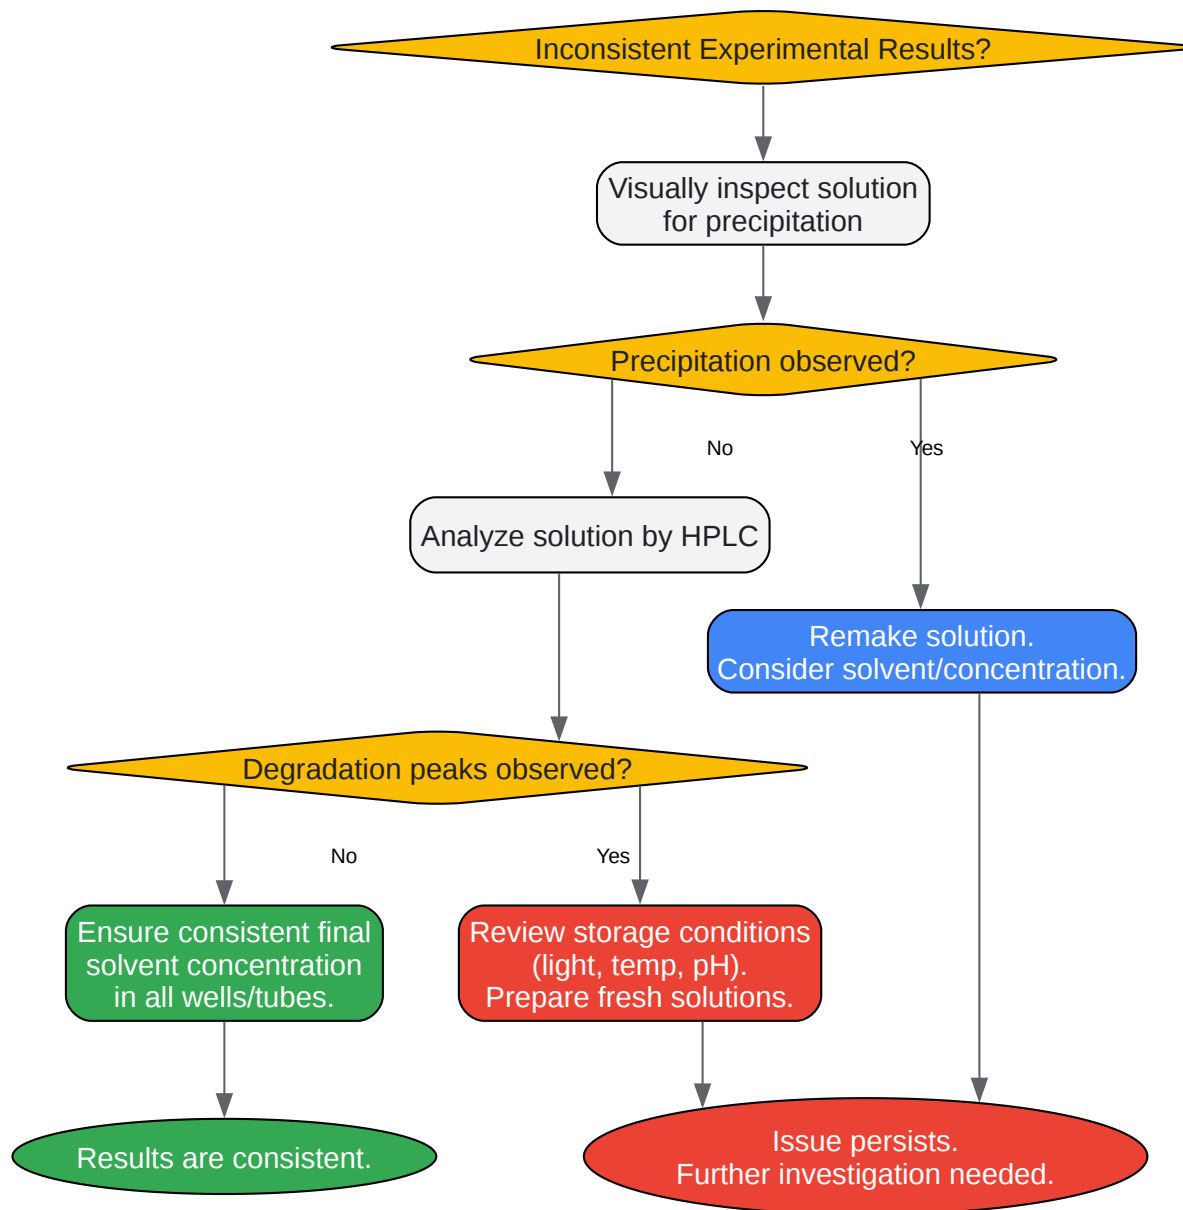 Inconsistent Experimental Results?
Visually inspect solution
for precipitation
Precipitation observed?
No
Yes
Analyze solution by HPLC
Remake solution.
Consider solvent/concentration.
Degradation peaks observed?
No
Yes
Ensure consistent final
solvent concentration
in all wells/tubes.
Review storage conditions
(light, temp, pH).
Prepare fresh solutions.
Results are consistent.
Issue persists.
Further investigation needed.